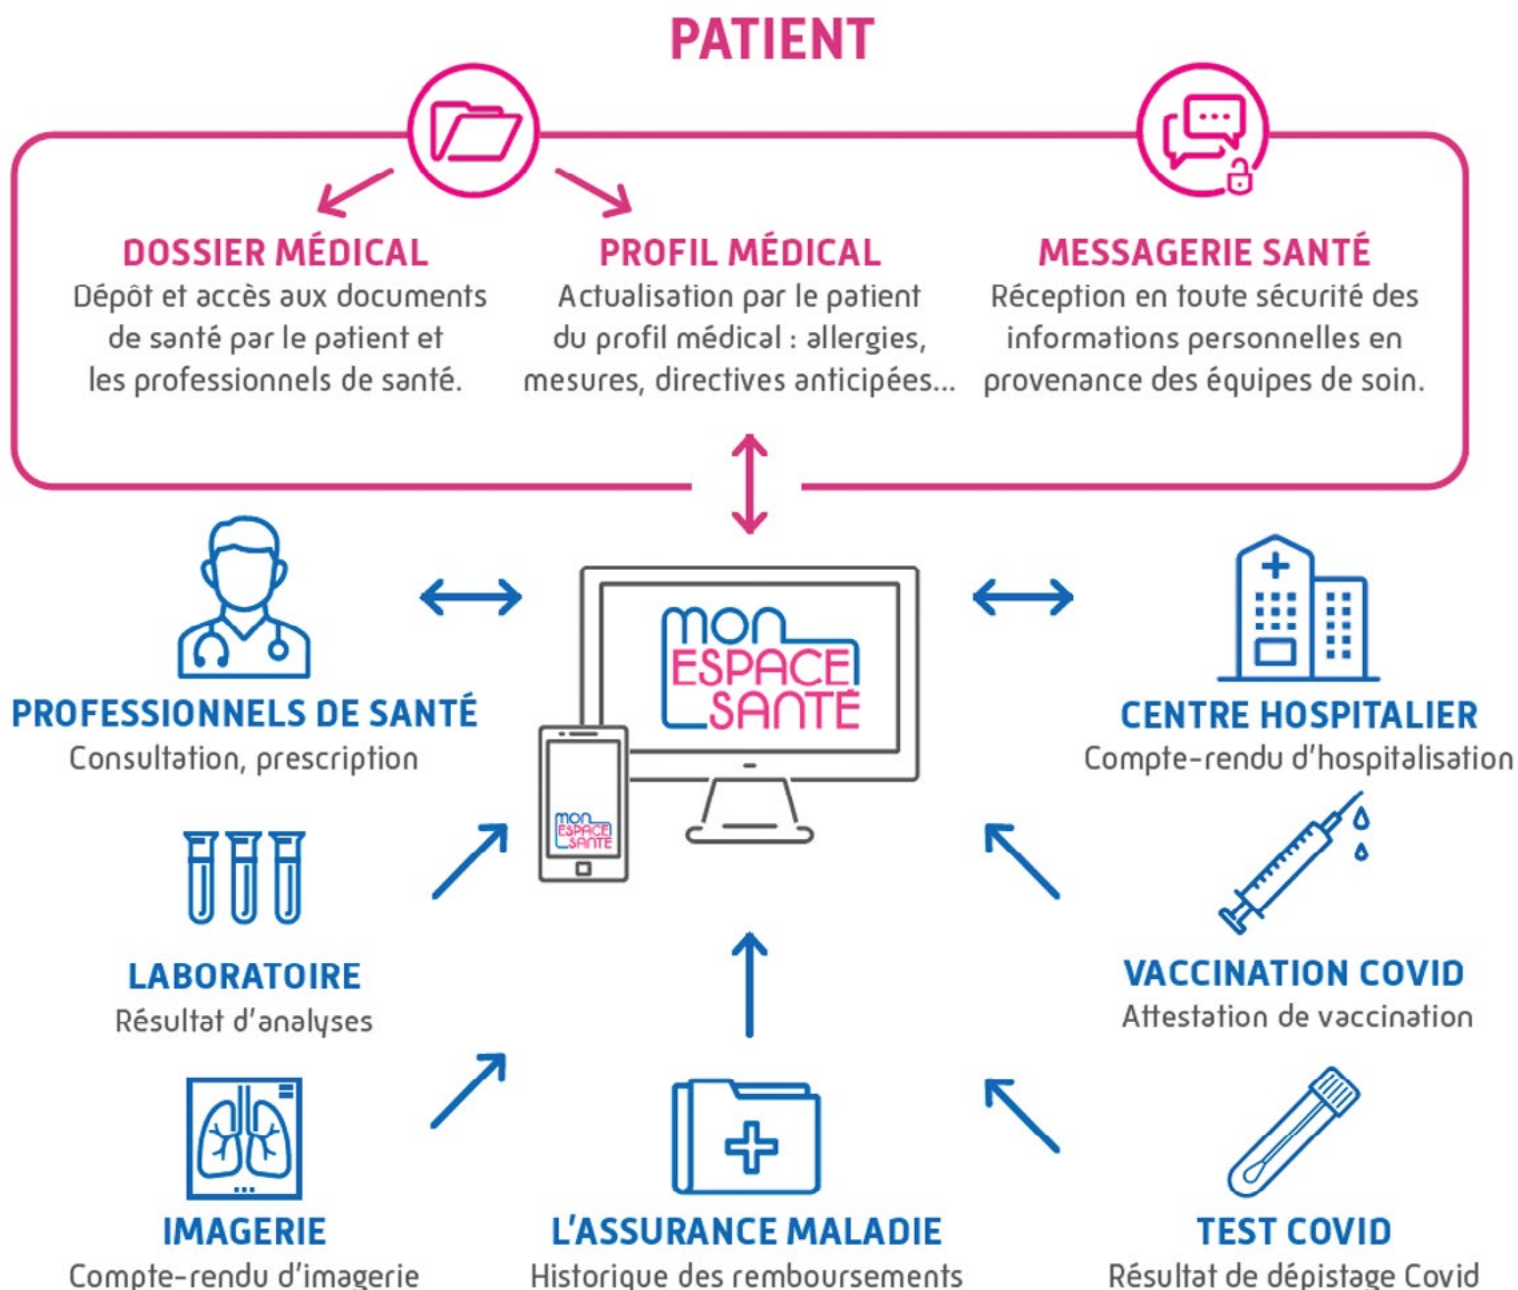 PATIENT
DOSSIER MÉDICAL
Dépôt et accès aux documents
de santé par le patient et
les professionnels de santé.
PROFIL MÉDICAL
Actualisation par le patient
du profil médical : allergies,
mesures, directives anticipées...
MESSAGERIE SANTÉ
Réception en toute sécurité des
informations personnelles en
provenance des équipes de soin.
mon
ESPACE
SANTÉ
mon
ESPACE
SANTÉ
PROFESSIONNELS DE SANTÉ
Consultation, prescription
CENTRE HOSPITALIER
Compte-rendu d'hospitalisation
LABORATOIRE
Résultat d'analyses
VACCINATION COVID
Attestation de vaccination
IMAGERIE
Compte-rendu d'imagerie
L'ASSURANCE MALADIE
Historique des remboursements
TEST COVID
Résultat de dépistage Covid